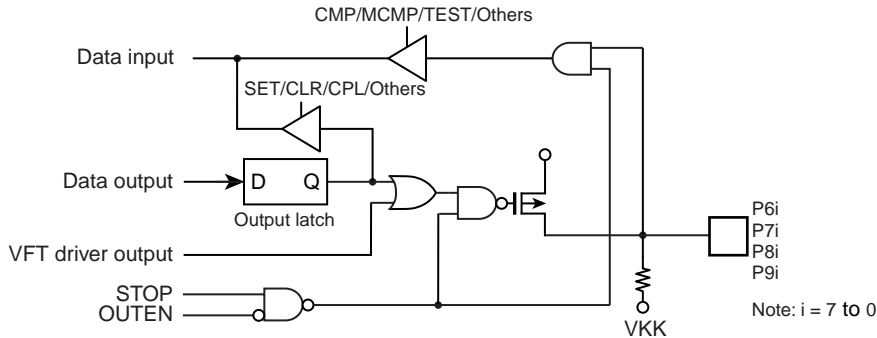 CMP/MCMP/TEST/Others
Data input
SET/CLR/CPL/Others
Data output
D Q
Output latch
VFT driver output
STOP
OUTEN
VKK
P6i
P7i
P8i
P9i
Note: i = 7 to 0